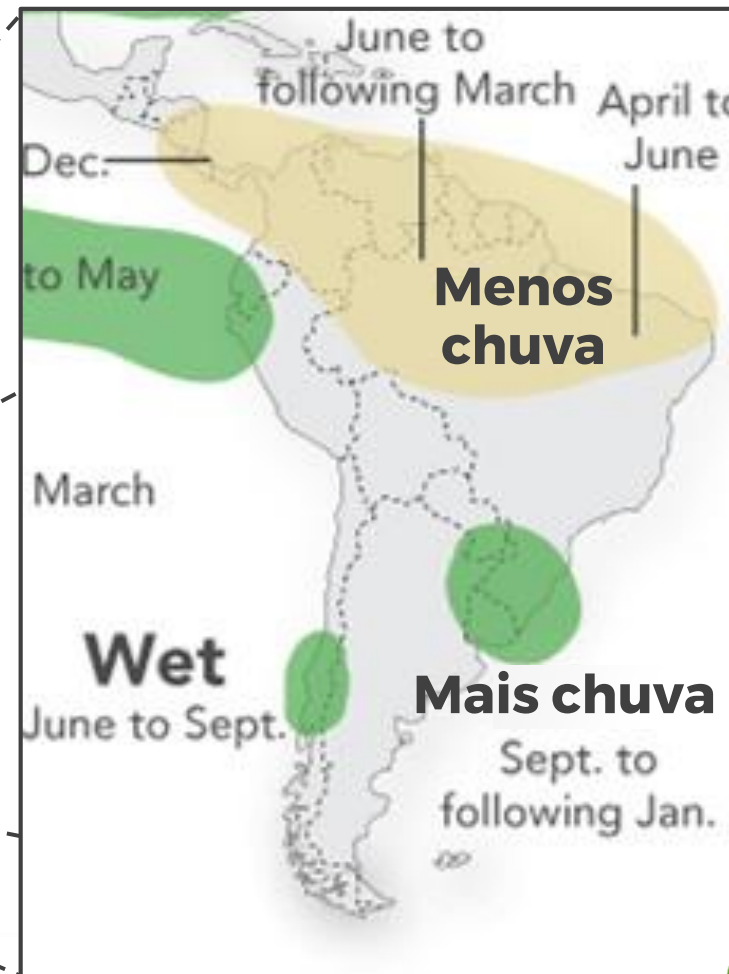 June to
following March
April to
June
Dec.
to May
Menos
chuva
March
Wet
June to Sept.
Mais chuva
Sept. to
following Jan.